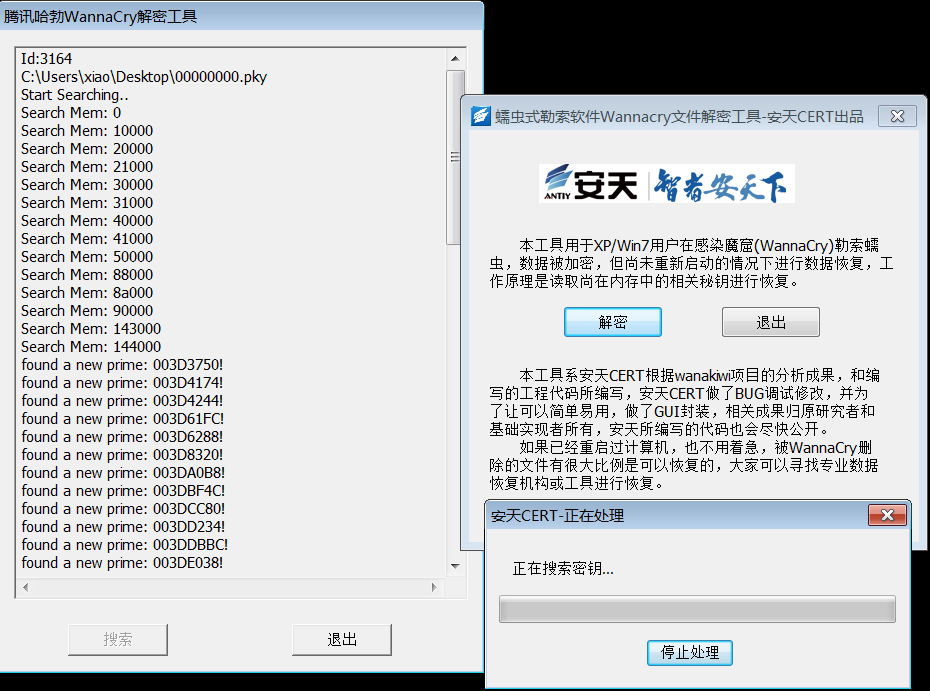 腾讯哈勃WannaCry解密工具
Id:3164
C:\Users\xiao\Desktop\00000000.pky
Start Searching..
Search Mem: 0
Search Mem: 10000
Search Mem: 20000
Search Mem: 21000
Search Mem: 30000
Search Mem: 31000
Search Mem: 40000
Search Mem: 41000
Search Mem: 50000
Search Mem: 88000
Search Mem: 8a000
Search Mem: 90000
Search Mem: 143000
Search Mem: 144000
found a new prime: 003D3750!
found a new prime: 003D4174!
found a new prime: 003D4244!
found a new prime: 003D61FC!
found a new prime: 003D6288!
found a new prime: 003D8320!
found a new prime: 003DA0B8!
found a new prime: 003DBF4C!
found a new prime: 003DCC80!
found a new prime: 003DD234!
found a new prime: 003DDBBC!
found a new prime: 003DE038!
搜索
退出
蠕虫式勒索软件Wannacry文件解密工具-安天CERT出品
ANTIY 安天 智者安天下
本工具用于XP/Win7用户在感染魔窟(WannaCry)勒索蠕
虫，数据被加密，但尚未重新启动的情况下进行数据恢复，工
作原理是读取尚在内存中的相关秘钥进行恢复。
解密
退出
本工具系安天CERT根据wanakiwi项目的分析成果，和编
写的工程代码所编写，安天CERT做了BUG调试修改，并为
了让可以简单易用，做了GUI封装，相关成果归原研究者和
基础实现者所有，安天所编写的代码也会尽快公开。
如果已经重启过计算机，也不用着急，被WannaCry删
除的文件有很大比例是可以恢复的，大家可以寻找专业数据
恢复机构或工具进行恢复。
安天CERT-正在处理
正在搜索密钥...
停止处理